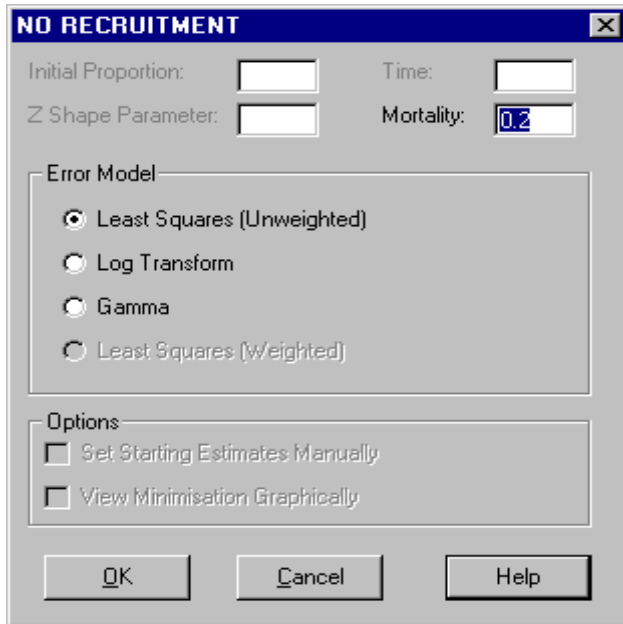 NO RECRUITMENT
Initial Proportion: Time:
Z Shape Parameter: Mortality: 0.2
Error Model
Least Squares (Unweighted)
Log Transform
Gamma
Least Squares (Weighted)
Options
Set Starting Estimates Manually
View Minimisation Graphically
OK Cancel Help